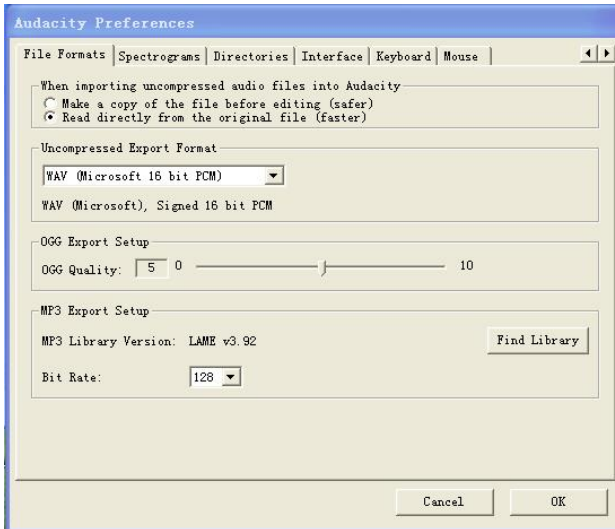 Audacity Preferences
File Formats Spectrograms Directories Interface Keyboard Mouse
When importing uncompressed audio files into Audacity
Make a copy of the file before editing (safer)
Read directly from the original file (faster)
Uncompressed Export Format
WAV (Microsoft 16 bit PCM)
WAV (Microsoft), Signed 16 bit PCM
OGG Export Setup
OGG Quality: 5 0 10
MP3 Export Setup
MP3 Library Version: LAME v3.92 Find Library
Bit Rate: 128
Cancel OK